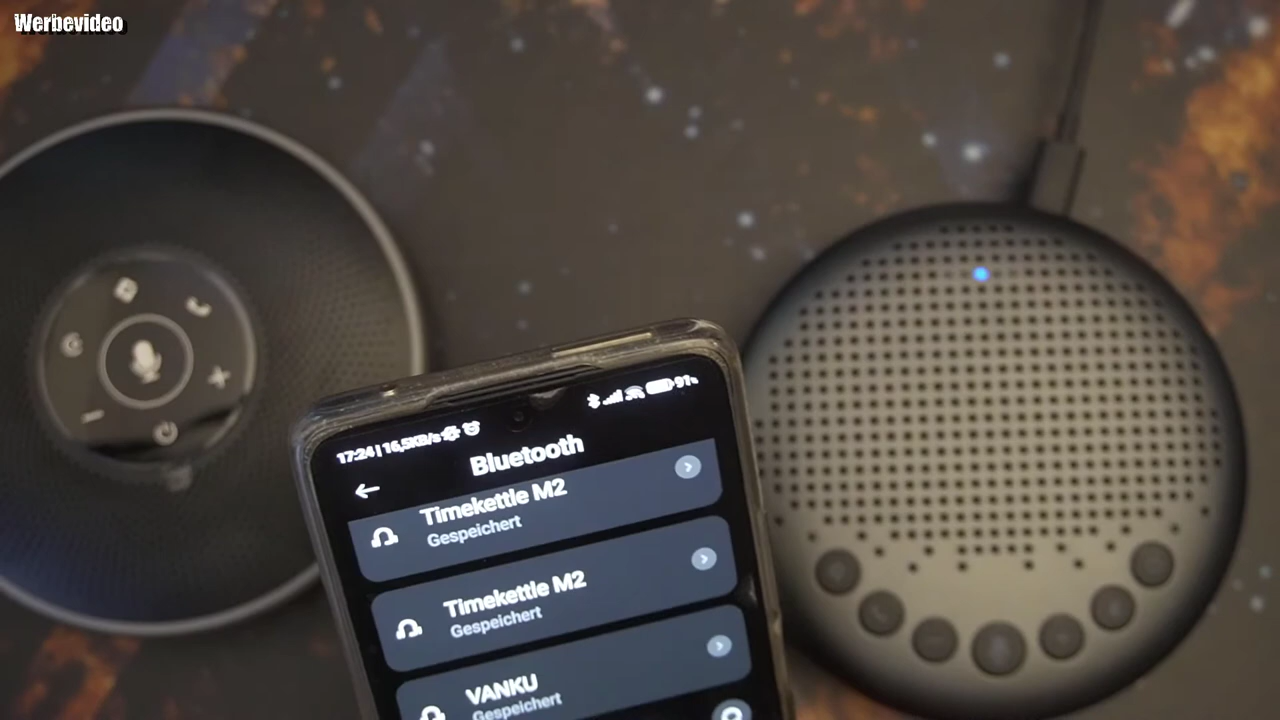 Werbevideo
17:24 | 16,5KB/s
91%
Bluetooth
Timekettle M2
Gespeichert
Timekettle M2
Gespeichert
VANKU
Gespeichert